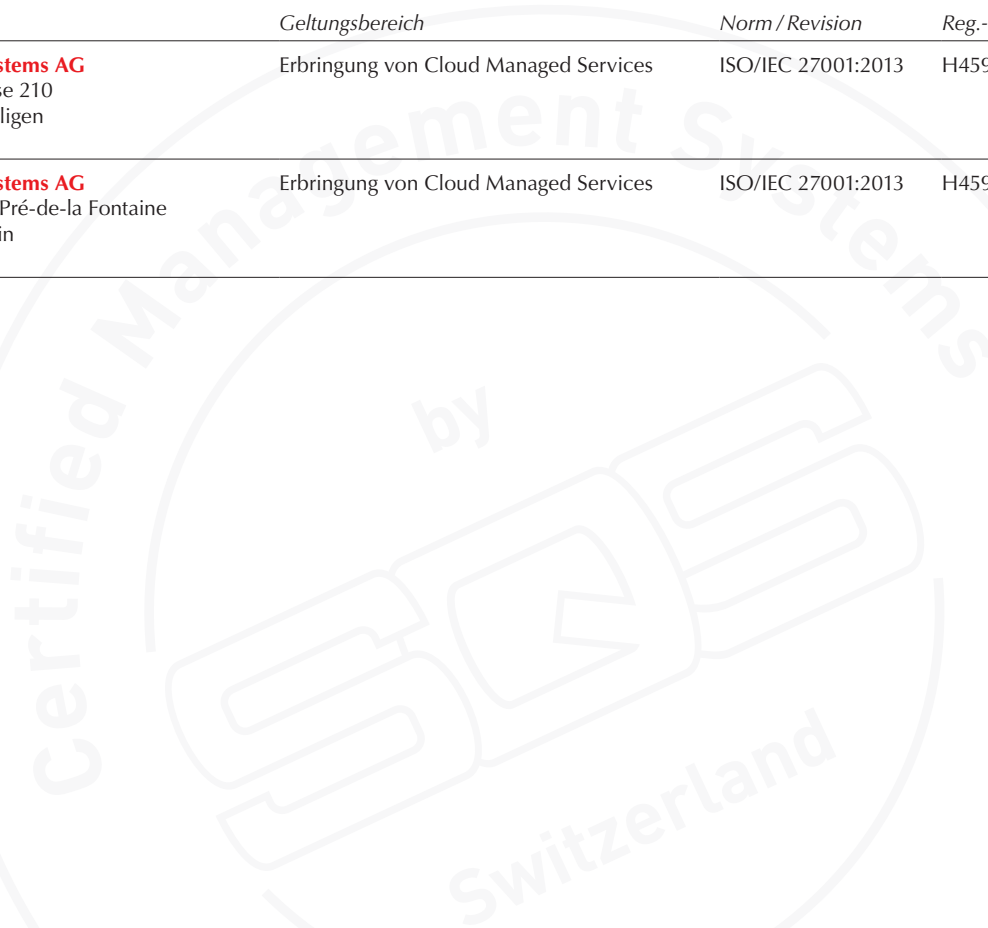 Geltungsbereich Norm / Revision Reg.-
stems AG Erbringung von Cloud Managed Services ISO/IEC 27001:2013 H459
se 210
ligen
stems AG Erbringung von Cloud Managed Services ISO/IEC 27001:2013 H459
Pré-de-la Fontaine
in
Certified Management Systems
by
SQS
Switzerland